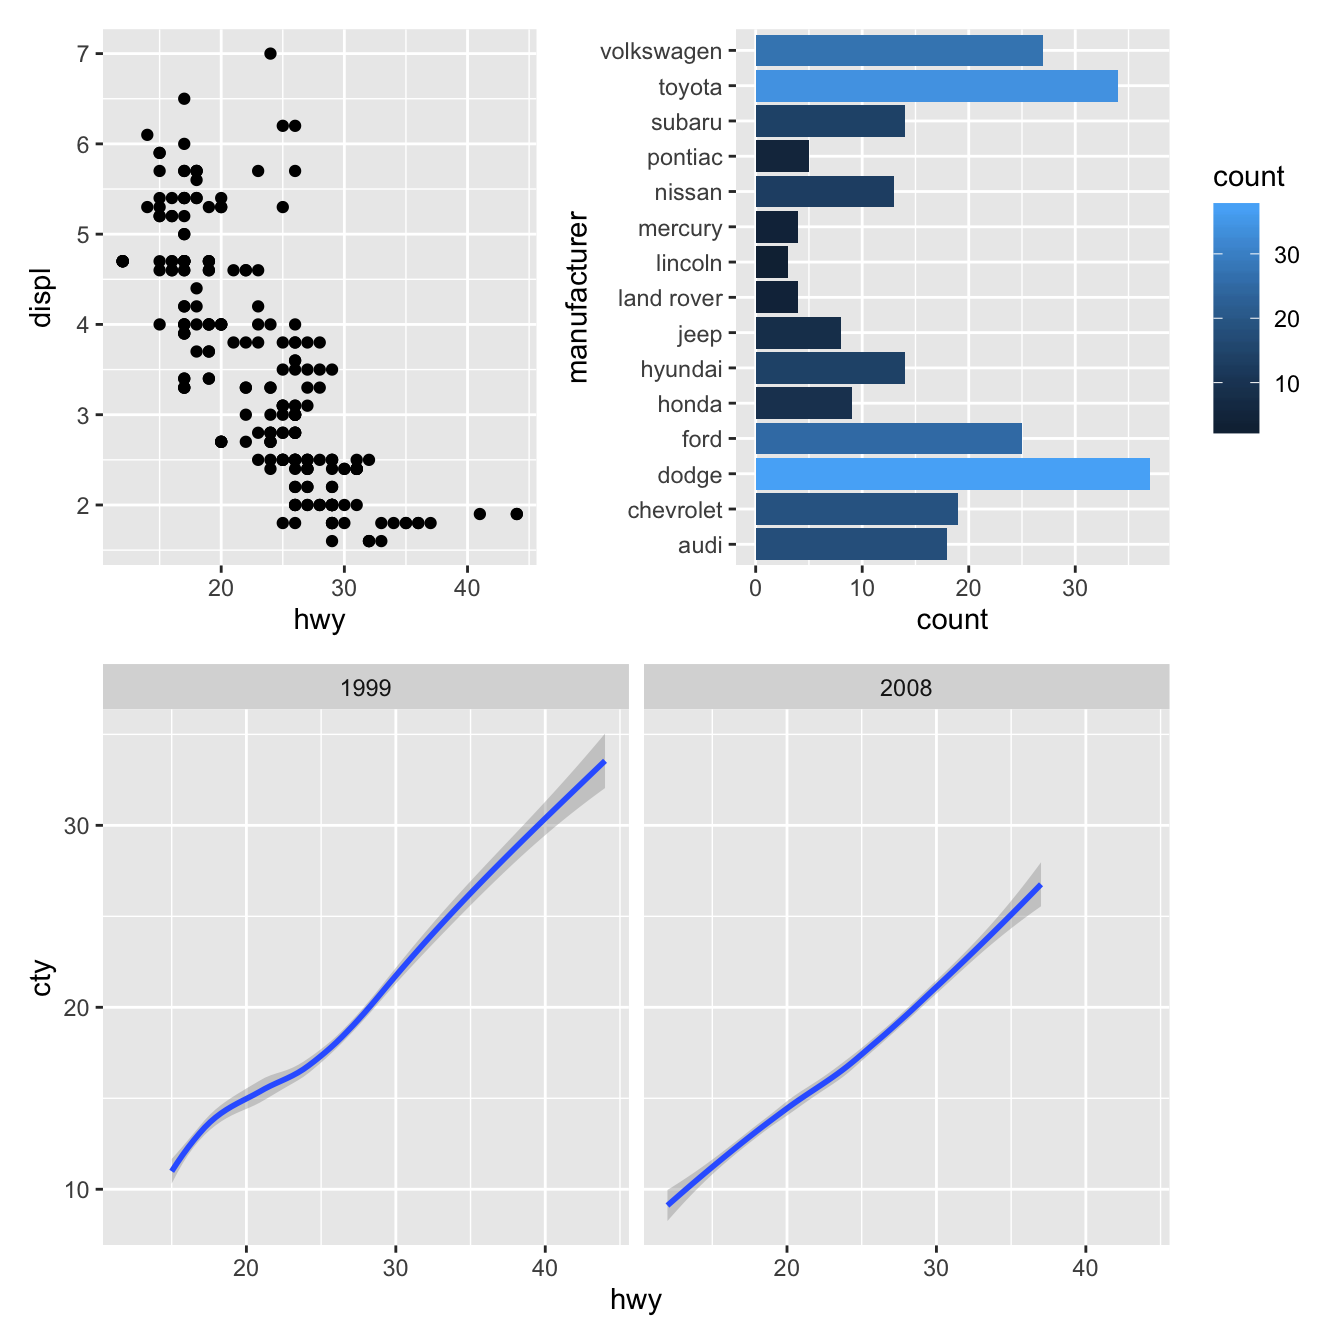 displ
7
6
5
4
3
2
20 30 40
hwy
manufacturer
volkswagen
toyota
subaru
pontiac
nissan
mercury
lincoln
land rover
jeep
hyundai
honda
ford
dodge
chevrolet
audi
0 10 20 30
count
count
30
20
10
1999 2008
cty
30
20
10
20 30 40 20 30 40
hwy